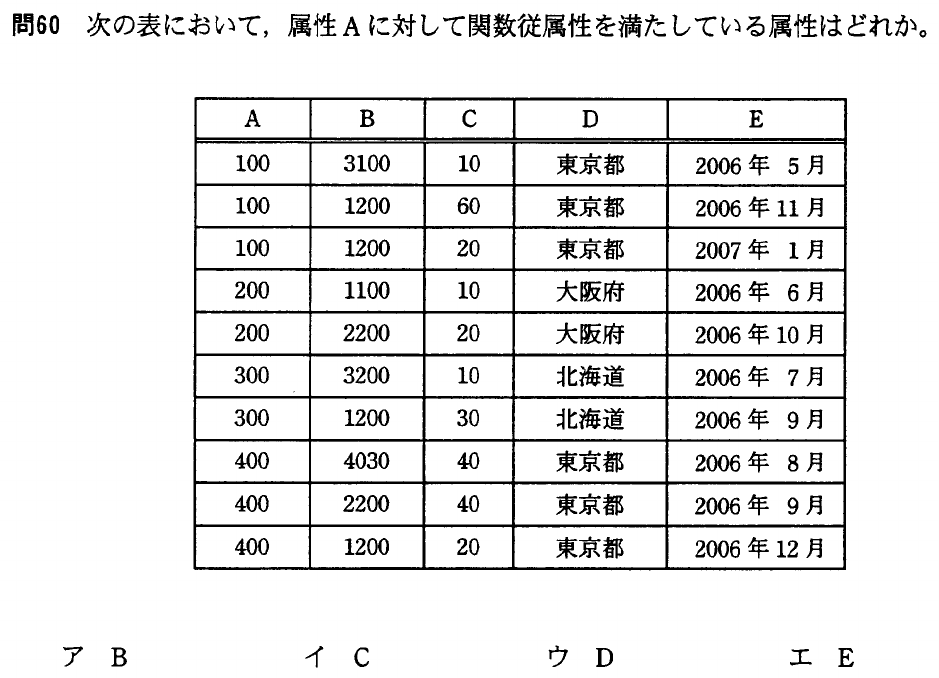 問60 次の表において,属性Aに対して関数従属性を満たしている属性はどれか。
A B C D E
100 3100 10 東京都 2006年 5月
100 1200 60 東京都 2006年11月
100 1200 20 東京都 2007年 1月
200 1100 10 大阪府 2006年 6月
200 2200 20 大阪府 2006年10月
300 3200 10 北海道 2006年 7月
300 1200 30 北海道 2006年 9月
400 4030 40 東京都 2006年 8月
400 2200 40 東京都 2006年 9月
400 1200 20 東京都 2006年12月
ア B イ C ウ D エ E